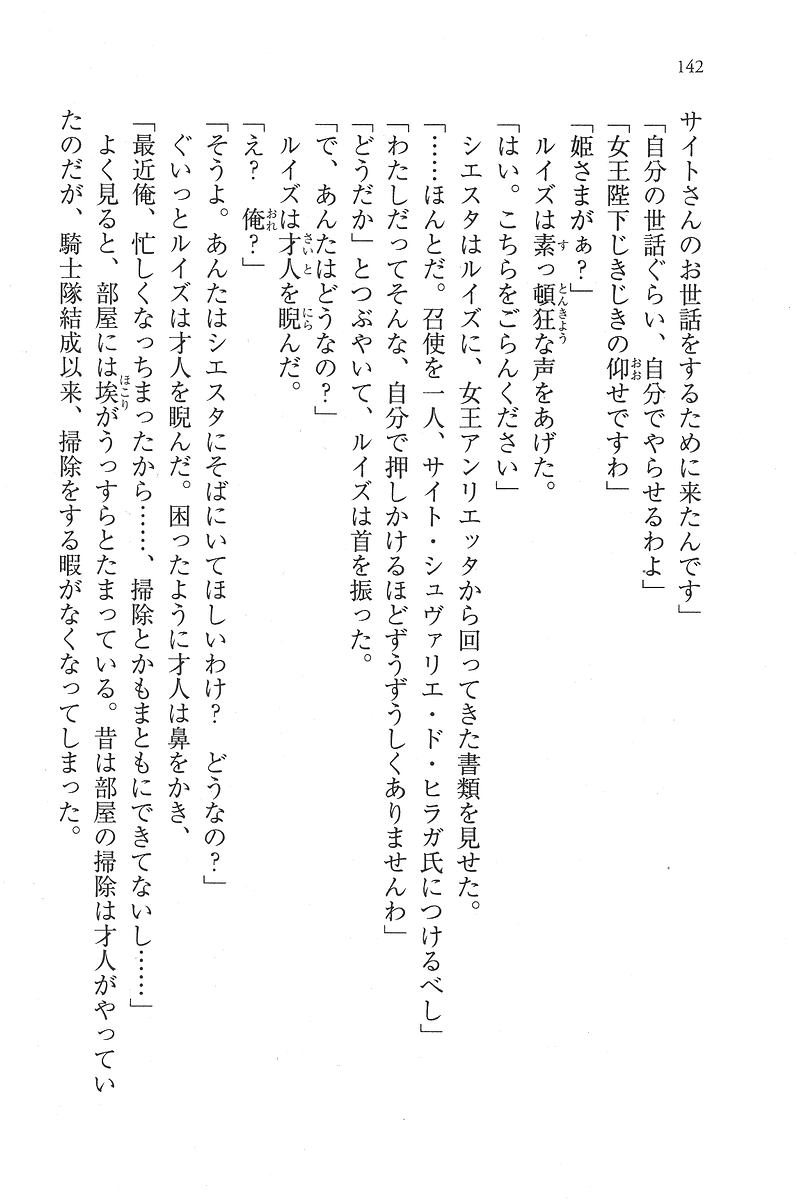 142
サイトさんのお世話をするために来たんです」
「自分の世話ぐらい、自分でやらせるわよ」
「女王陛下じきじきの仰せですわ」
「姫さまがぁ?」
ルイズは素っ頓狂な声をあげた。
「はい。こちらをごらんください」
シエスタはルイズに、女王アンリエッタから回ってきた書類を見せた。
「……ほんとだ。召使を一人、サイト・シュヴァリエ・ド・ヒラガ氏につけるべし」
「わたしだってそんな、自分で押しかけるほどずうずうしくありませんわ」
「どうだか」とつぶやいて、ルイズは首を振った。
「で、あんたはどうなの?」
ルイズは才人を睨んだ。
「え? 俺?」
「そうよ。あんたはシエスタにそばにいてほしいわけ? どうなの?」
ぐいっとルイズは才人を睨んだ。困ったように才人は鼻をかき、
「最近俺、忙しくなっちまったから……、掃除とかもまともにできてないし……」
よく見ると、部屋には埃がうっすらとたまっている。昔は部屋の掃除は才人がやってい
たのだが、騎士隊結成以来、掃除をする暇がなくなってしまった。